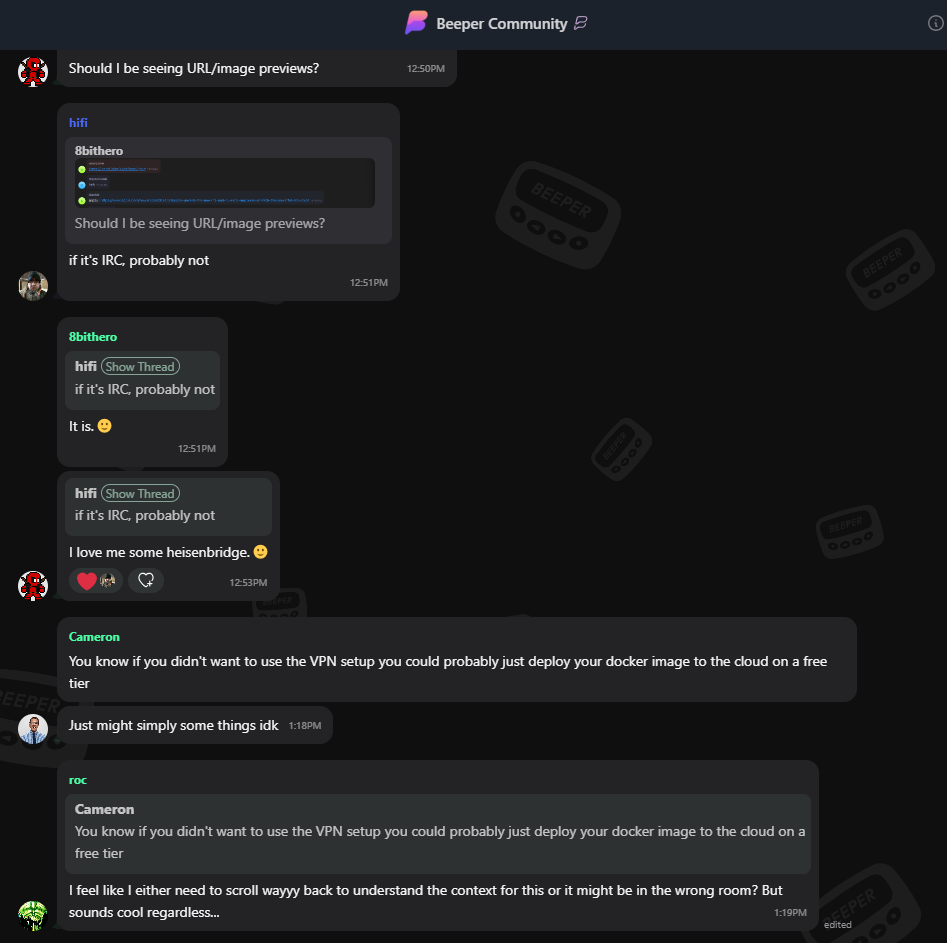 Beeper Community
Should I be seeing URL/image previews?
12:50PM
hifi
8bithero
Should I be seeing URL/image previews?
if it's IRC, probably not
12:51PM
8bithero
hifi Show Thread
if it's IRC, probably not
It is. 🙂
12:51PM
hifi Show Thread
if it's IRC, probably not
I love me some heisenbridge. 🙂
12:53PM
Cameron
You know if you didn't want to use the VPN setup you could probably just deploy your docker image to the cloud on a free
tier
Just might simply some things idk
1:18PM
roc
Cameron
You know if you didn't want to use the VPN setup you could probably just deploy your docker image to the cloud on a
free tier
I feel like I either need to scroll wayyy back to understand the context for this or it might be in the wrong room? But
sounds cool regardless...
1:19PM
edited
BEEPER
BEEPER
BEEPER
BEEPER
BEEPER
BEEPER